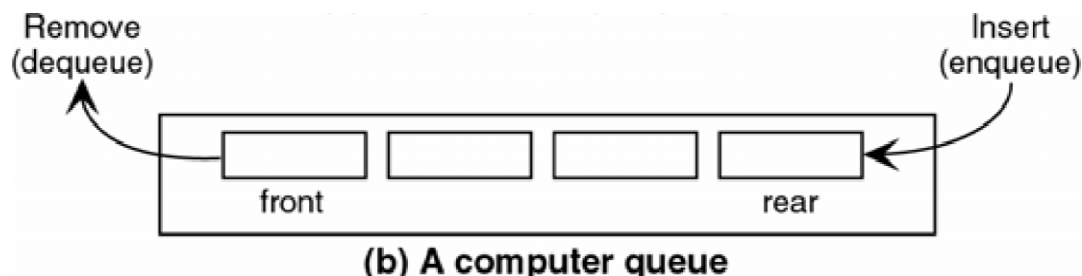 Remove
(dequeue)
Insert
(enqueue)
front
rear
(b) A computer queue